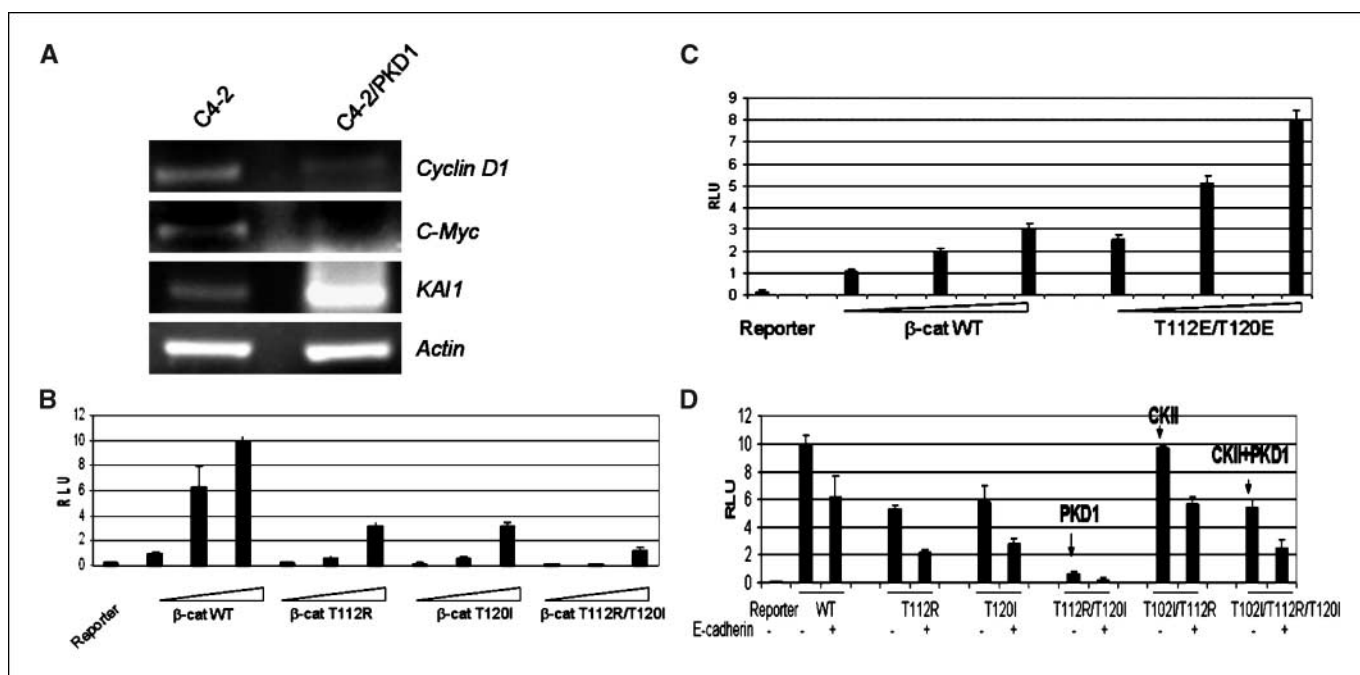 A
C4-2
C4-2/PKD1
Cyclin D1
C-Myc
KAI1
Actin
B
RLU
12
10
8
6
4
2
0
Reporter
β-cat WT
β-cat T112R
β-cat T120I
β-cat T112R/T120I
C
RLU
9
8
7
6
5
4
3
2
1
0
Reporter
β-cat WT
T112E/T120E
D
RLU
12
10
8
6
4
2
0
PKD1
CKII
CKII+PKD1
Reporter WT T112R T120I T112R/T120I T102I/T112R T102I/T112R/T120I
E-cadherin - - + - + - + - + - + - +